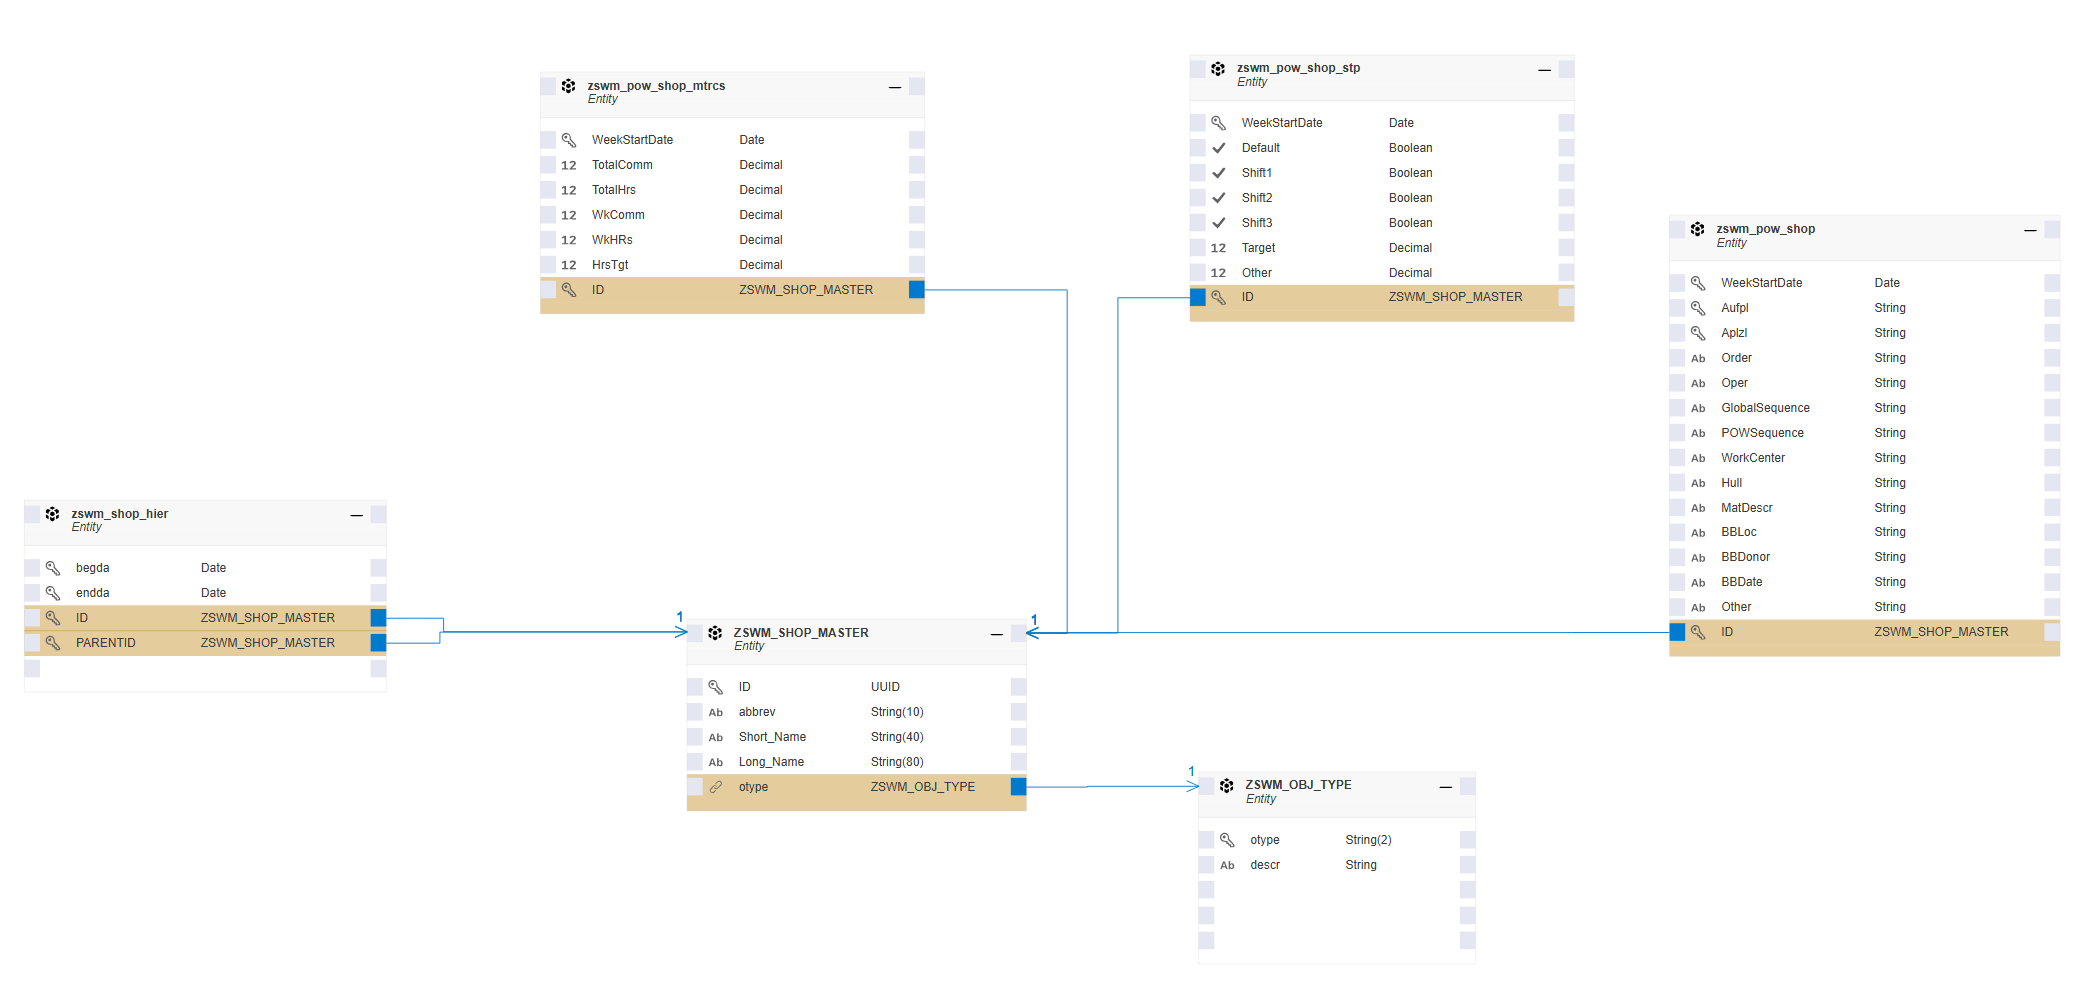 zswm_pow_shop_mtrcs
Entity
WeekStartDate Date
12 TotalComm Decimal
12 TotalHrs Decimal
12 WkComm Decimal
12 WkHRs Decimal
12 HrsTgt Decimal
ID ZSWM_SHOP_MASTER
zswm_pow_shop_stp
Entity
WeekStartDate Date
Default Boolean
Shift1 Boolean
Shift2 Boolean
Shift3 Boolean
12 Target Decimal
12 Other Decimal
ID ZSWM_SHOP_MASTER
zswm_pow_shop
Entity
WeekStartDate Date
Aufpl String
Aplzl String
Ab Order String
Ab Oper String
Ab GlobalSequence String
Ab POWSequence String
Ab WorkCenter String
Ab Hull String
Ab MatDescr String
Ab BBLoc String
Ab BBDonor String
Ab BBDate String
Ab Other String
ID ZSWM_SHOP_MASTER
zswm_shop_hier
Entity
begda Date
endda Date
ID ZSWM_SHOP_MASTER
PARENTID ZSWM_SHOP_MASTER
1
1
ZSWM_SHOP_MASTER
Entity
ID UUID
Ab abbrev String(10)
Ab Short_Name String(40)
Ab Long_Name String(80)
otype ZSWM_OBJ_TYPE
1
ZSWM_OBJ_TYPE
Entity
otype String(2)
Ab descr String